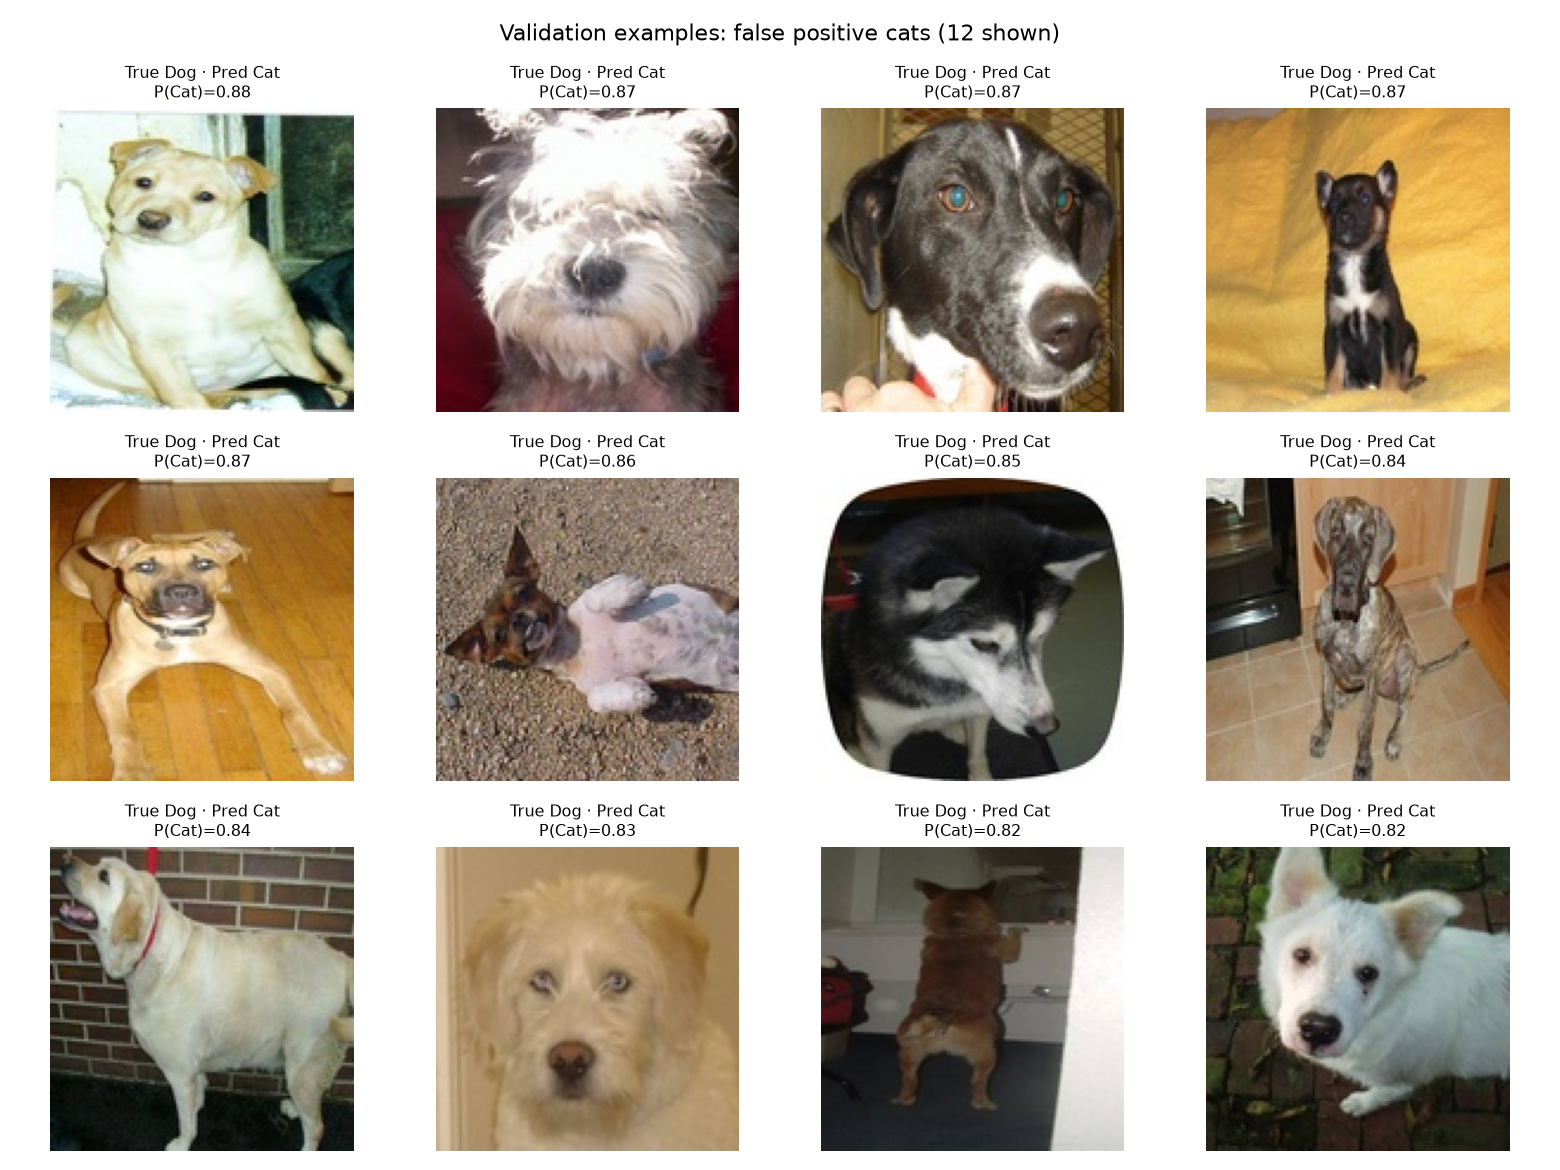 Validation examples: false positive cats (12 shown)
True Dog · Pred Cat
P(Cat)=0.88
True Dog · Pred Cat
P(Cat)=0.87
True Dog · Pred Cat
P(Cat)=0.87
True Dog · Pred Cat
P(Cat)=0.87
True Dog · Pred Cat
P(Cat)=0.87
True Dog · Pred Cat
P(Cat)=0.86
True Dog · Pred Cat
P(Cat)=0.85
True Dog · Pred Cat
P(Cat)=0.84
True Dog · Pred Cat
P(Cat)=0.84
True Dog · Pred Cat
P(Cat)=0.83
True Dog · Pred Cat
P(Cat)=0.82
True Dog · Pred Cat
P(Cat)=0.82